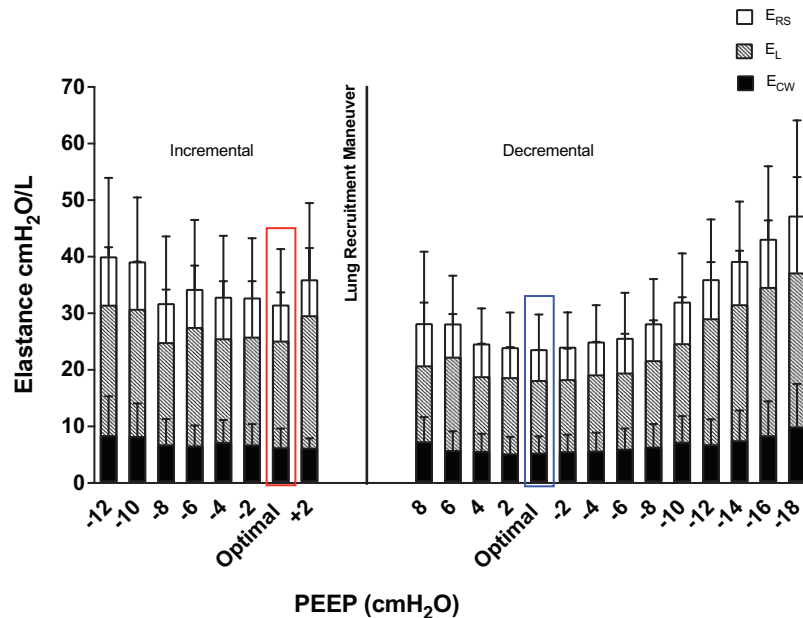 E_RS
E_L
E_CW
Elastance cmH₂O/L
70
60
50
40
30
20
10
0
Incremental
Lung Recruitment Maneuver
Decremental
-12 -10 -8 -6 -4 -2 Optimal +2
8 6 4 2 Optimal -2 -4 -6 -8 -10 -12 -14 -16 -18
PEEP (cmH₂O)